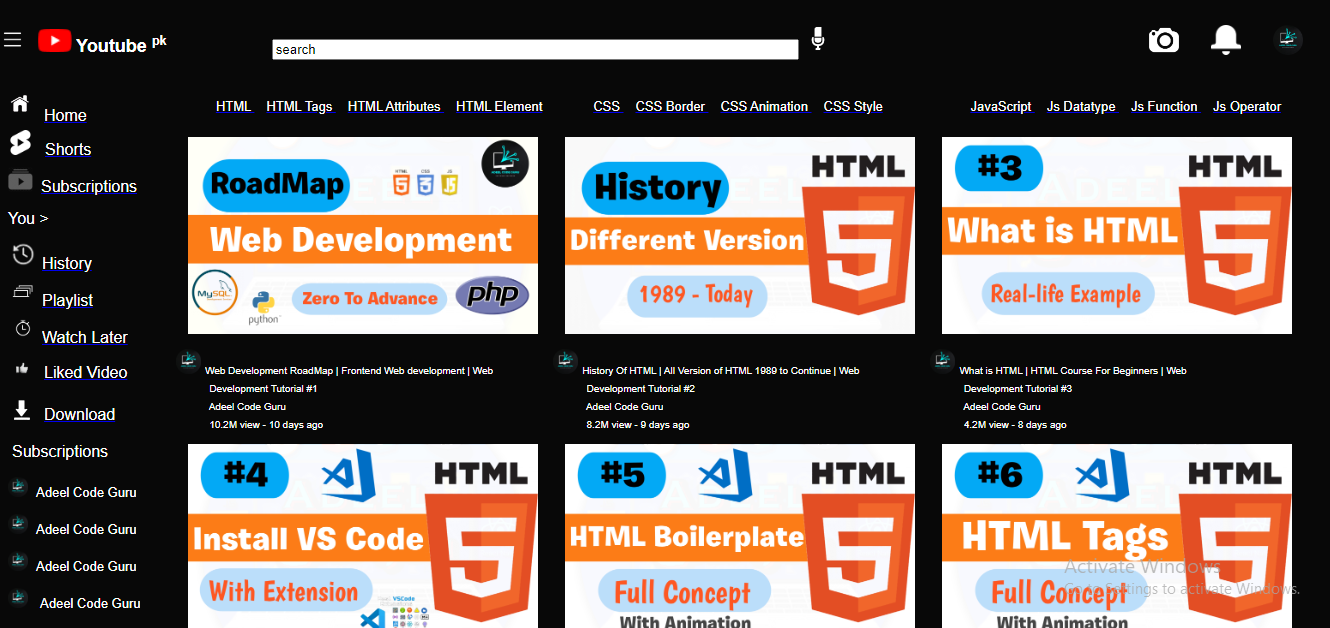 Youtube pk
search
HTML HTML Tags HTML Attributes HTML Element CSS CSS Border CSS Animation CSS Style JavaScript Js Datatype Js Function Js Operator
Home
Shorts
Subscriptions
You >
History
Playlist
Watch Later
Liked Video
Download
Subscriptions
Adeel Code Guru
Adeel Code Guru
Adeel Code Guru
Adeel Code Guru
RoadMap
HTML CSS JS
5 3 JS
Web Development
MySQL
python
Zero To Advance
php
Web Development RoadMap | Frontend Web development | Web
Development Tutorial #1
Adeel Code Guru
10.2M view - 10 days ago
History
HTML
5
Different Version
1989 - Today
History Of HTML | All Version of HTML 1989 to Continue | Web
Development Tutorial #2
Adeel Code Guru
8.2M view - 9 days ago
#3
HTML
5
What is HTML
Real-life Example
What is HTML | HTML Course For Beginners | Web
Development Tutorial #3
Adeel Code Guru
4.2M view - 8 days ago
#4
HTML
5
Install VS Code
With Extension
VSCode
#5
HTML
5
HTML Boilerplate
Full Concept
With Animation
#6
HTML
5
HTML Tags
Full Concept
With Animation
Activate Windows
Go to Settings to activate Windows.